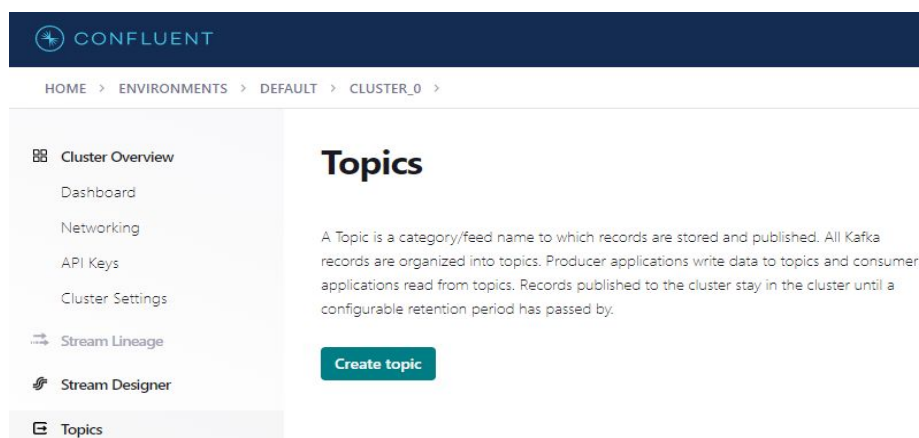 CONFLUENT
HOME > ENVIRONMENTS > DEFAULT > CLUSTER_0 >
Cluster Overview
Dashboard
Networking
API Keys
Cluster Settings
Stream Lineage
Stream Designer
Topics
Topics
A Topic is a category/feed name to which records are stored and published. All Kafka
records are organized into topics. Producer applications write data to topics and consumer
applications read from topics. Records published to the cluster stay in the cluster until a
configurable retention period has passed by.
Create topic